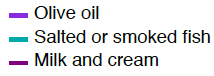 Olive oil
Salted or smoked fish
Milk and cream